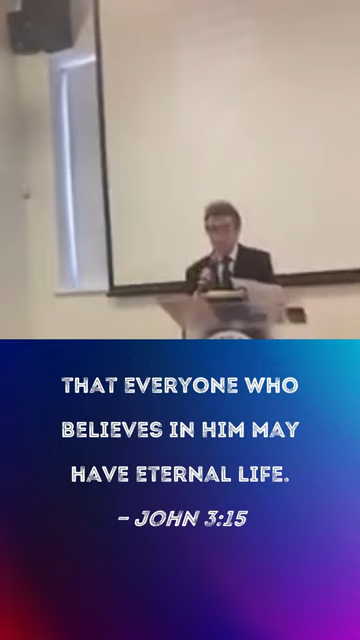 THAT EVERYONE WHO
BELIEVES IN HIM MAY
HAVE ETERNAL LIFE.
– JOHN 3:15